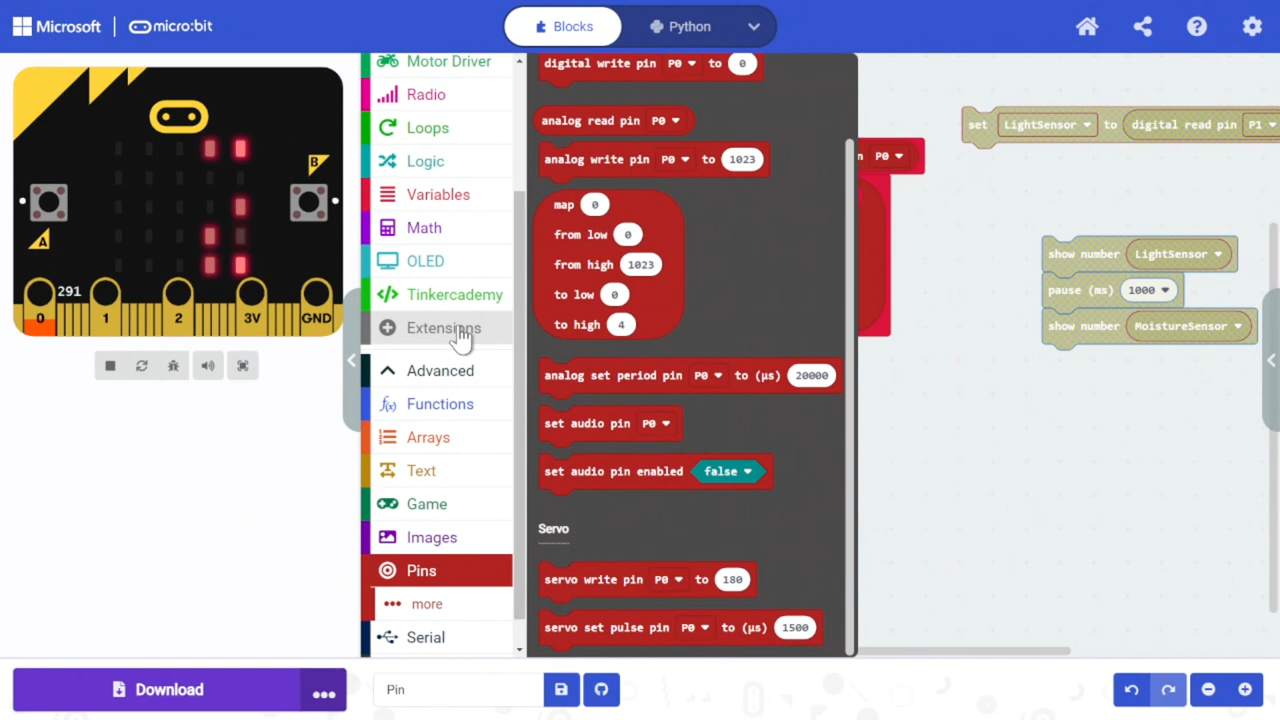 Microsoft
micro:bit
Blocks
Python
B
A
291
0
1
2
3V
GND
Motor Driver
Radio
Loops
Logic
Variables
Math
OLED
Tinkercademy
Extensions
Advanced
Functions
Arrays
Text
Game
Images
Pins
more
Serial
digital write pin P0 to 0
analog read pin P0
analog write pin P0 to 1023
map 0
from low 0
from high 1023
to low 0
to high 4
analog set period pin P0 to (µs) 20000
set audio pin P0
set audio pin enabled false
Servo
servo write pin P0 to 180
servo set pulse pin P0 to (µs) 1500
n P0
set LightSensor to digital read pin P1
show number LightSensor
pause (ms) 1000
show number MoistureSensor
Download
Pin